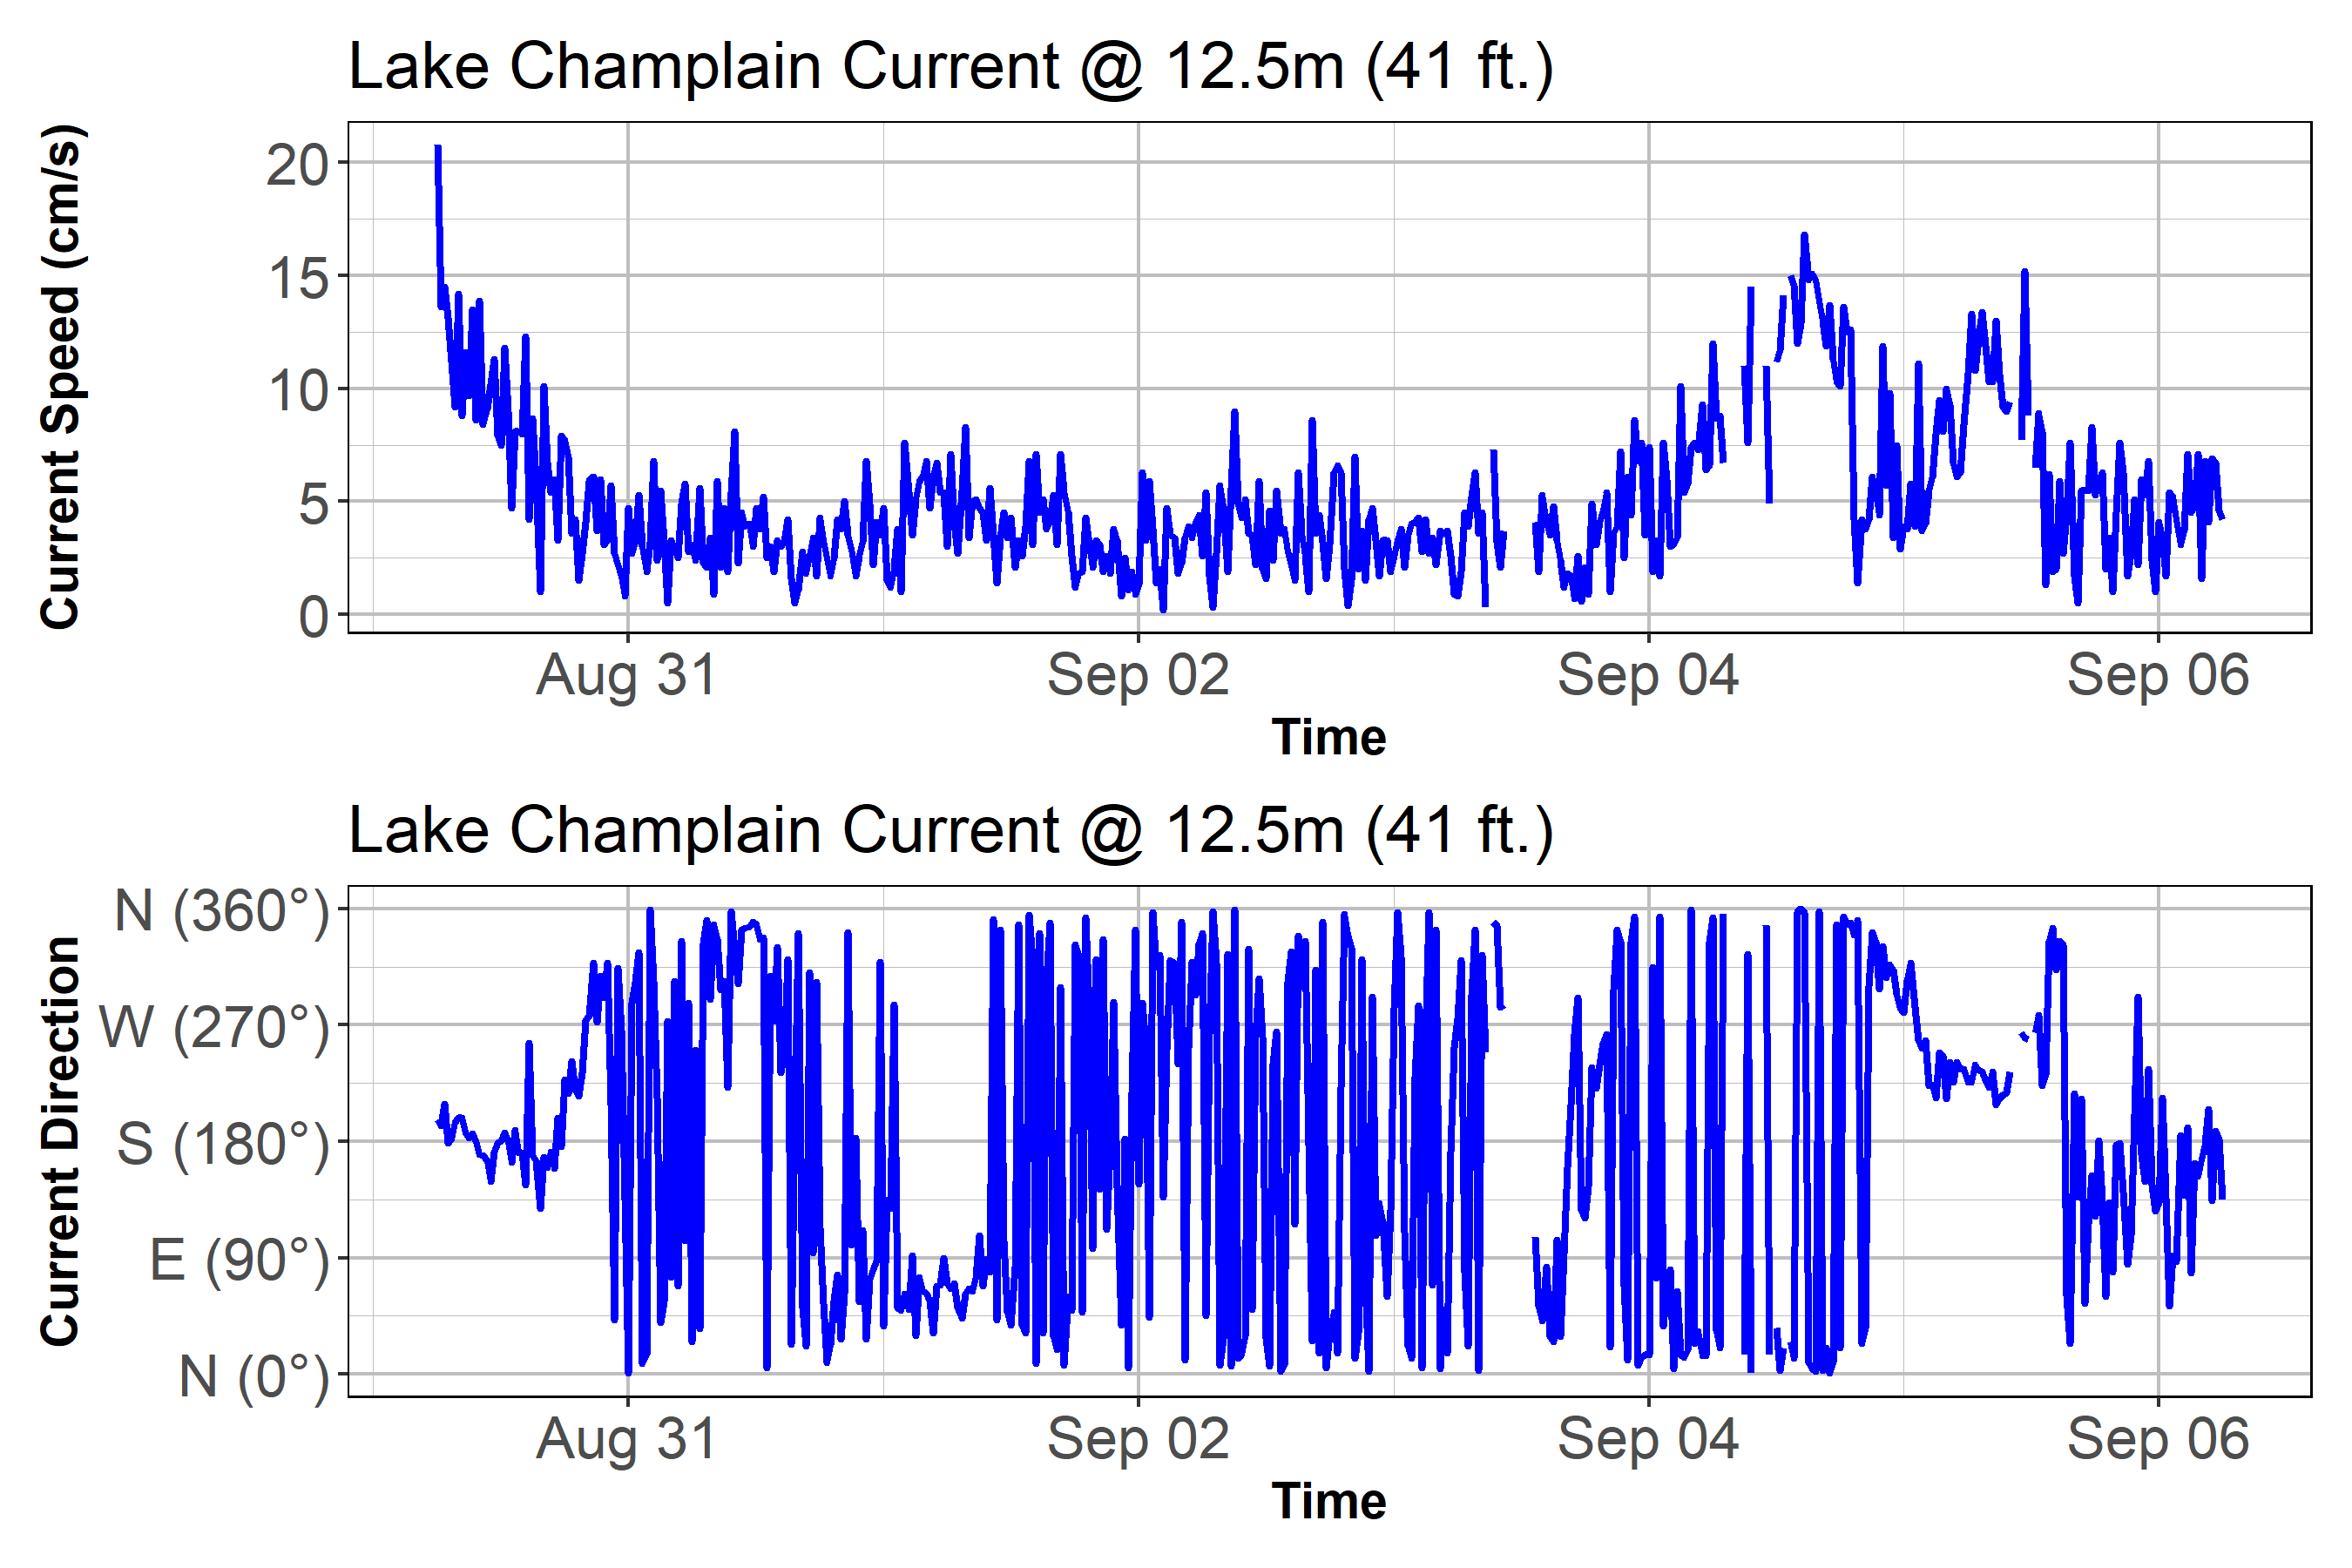 Lake Champlain Current @ 12.5m (41 ft.)
Current Speed (cm/s)
20
15
10
5
0
Aug 31 Sep 02 Sep 04 Sep 06
Time
Lake Champlain Current @ 12.5m (41 ft.)
Current Direction
N (360°)
W (270°)
S (180°)
E (90°)
N (0°)
Aug 31 Sep 02 Sep 04 Sep 06
Time